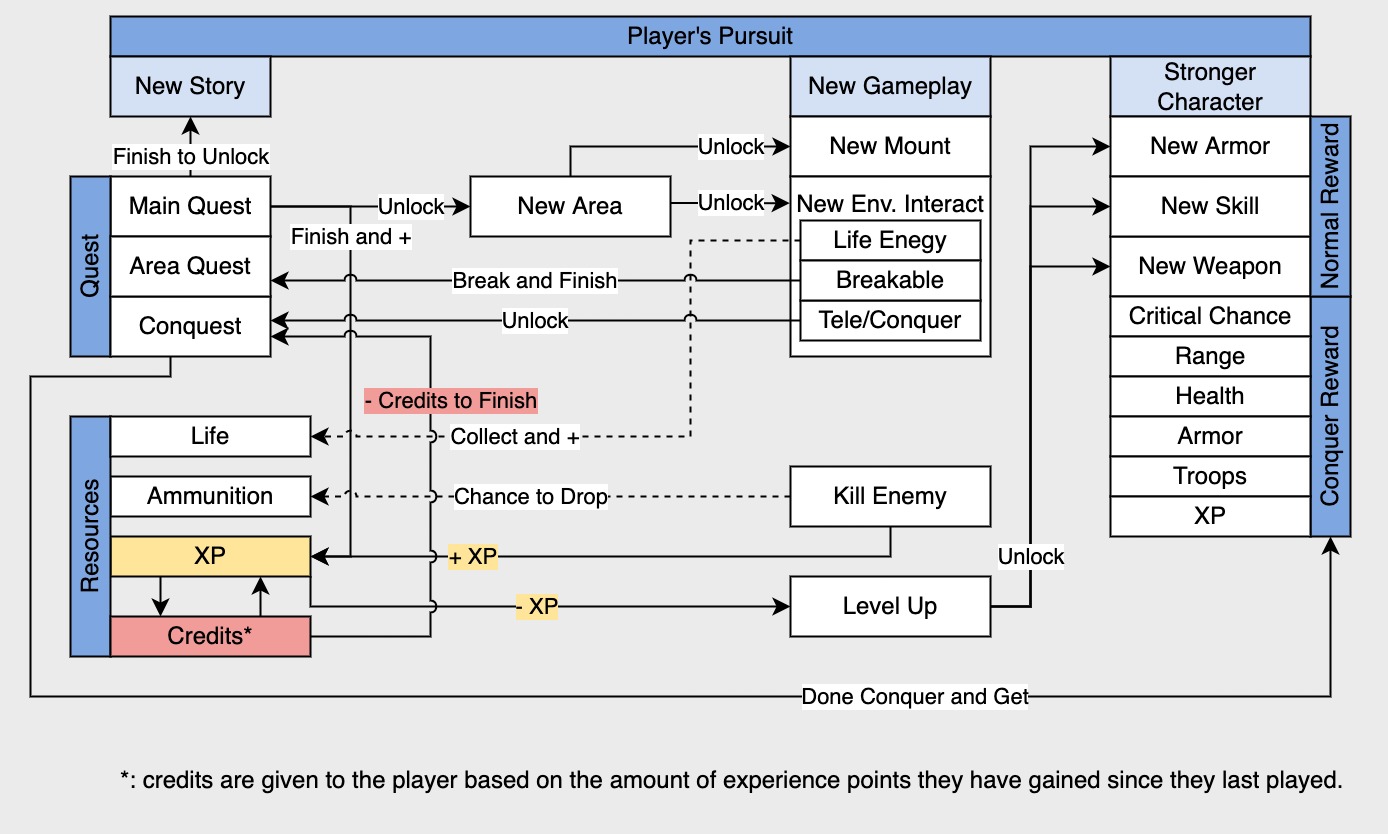 Player's Pursuit
New Story
New Gameplay
Stronger
Character
Finish to Unlock
Unlock
New Mount
New Armor
Normal Reward
Quest
Main Quest
Unlock
New Area
Unlock
New Env. Interact
New Skill
Finish and +
Life Enegy
Area Quest
Break and Finish
Breakable
New Weapon
Conquest
Unlock
Tele/Conquer
Critical Chance
Conquer Reward
Range
- Credits to Finish
Health
Resources
Life
Collect and +
Armor
Troops
Ammunition
Chance to Drop
Kill Enemy
XP
XP
+ XP
Unlock
- XP
Level Up
Credits*
Done Conquer and Get
*: credits are given to the player based on the amount of experience points they have gained since they last played.